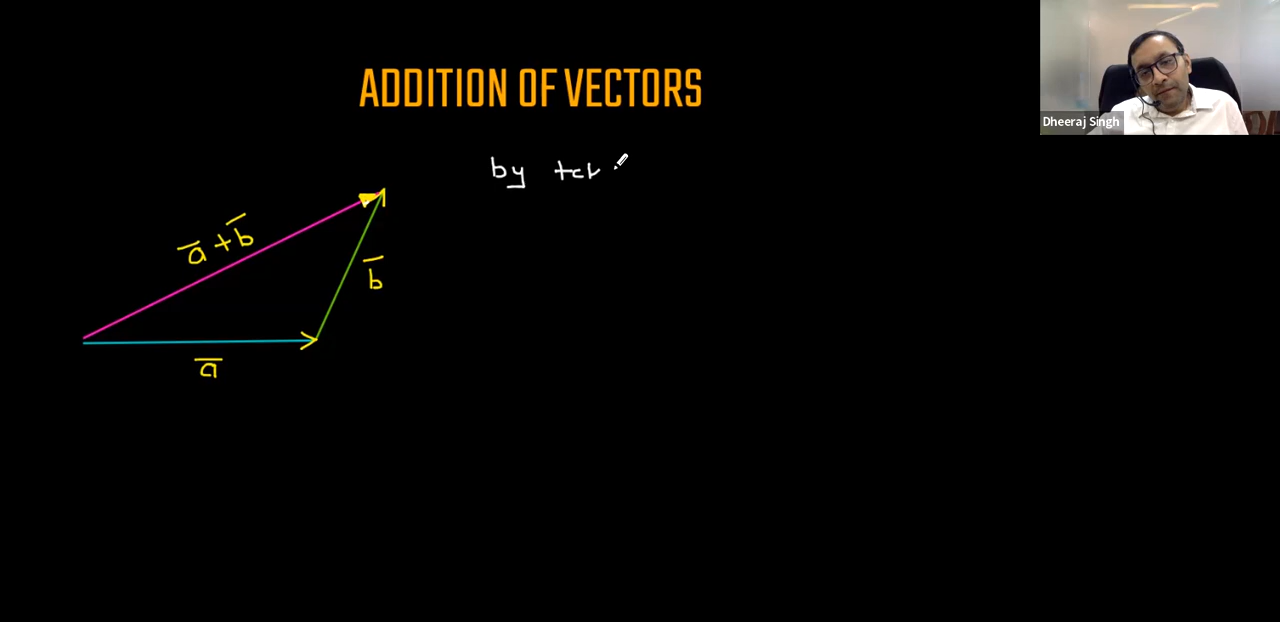 ADDITION OF VECTORS
Dheeraj Singh
by
a̅ + b̅
b̅
a̅